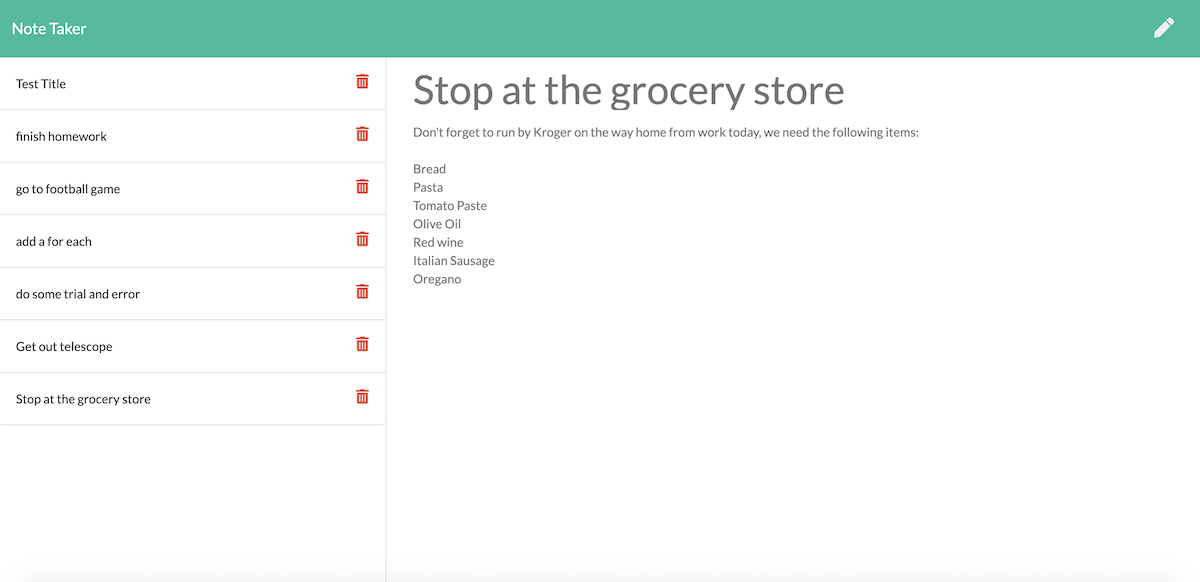 Note Taker
Test Title
finish homework
go to football game
add a for each
do some trial and error
Get out telescope
Stop at the grocery store
Stop at the grocery store
Don't forget to run by Kroger on the way home from work today, we need the following items:
Bread
Pasta
Tomato Paste
Olive Oil
Red wine
Italian Sausage
Oregano